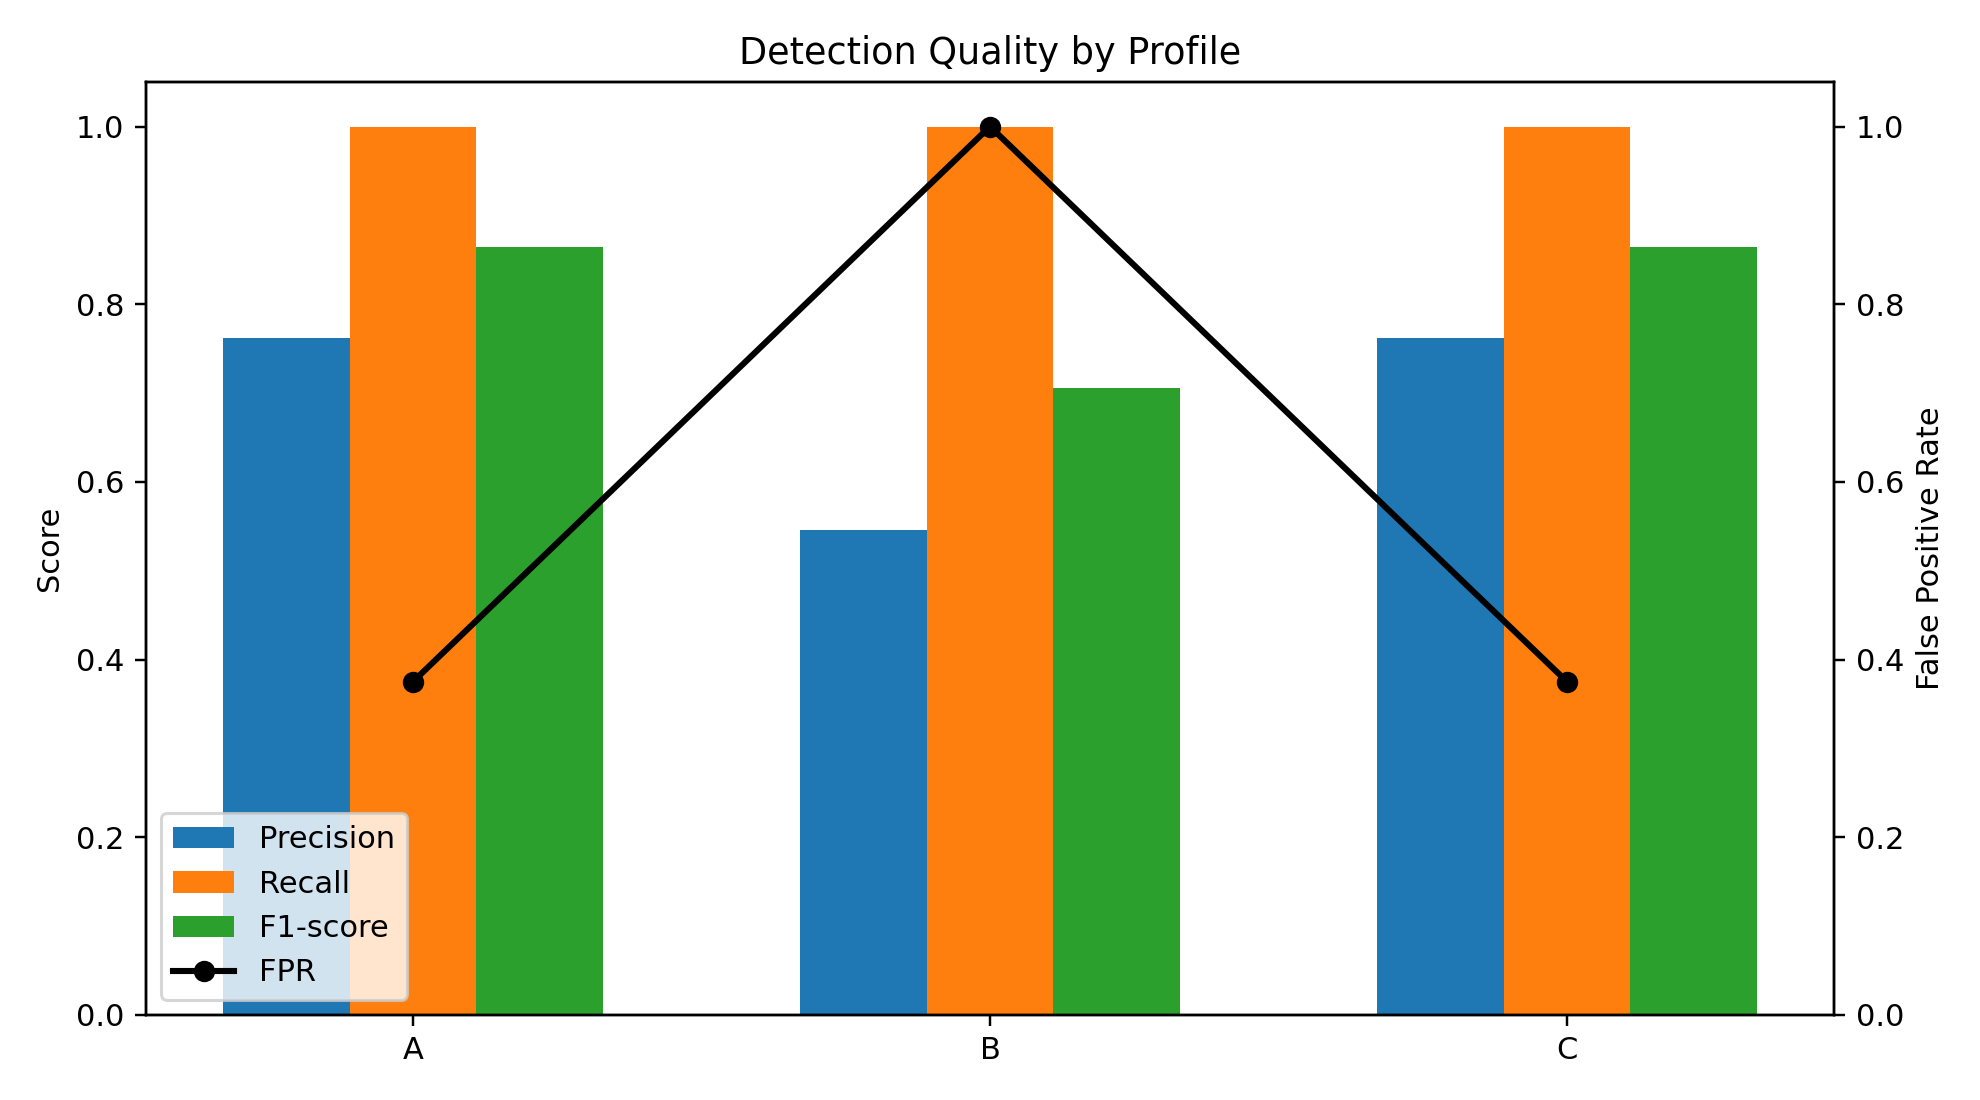 Detection Quality by Profile
1.0
0.8
0.6
0.4
0.2
0.0
Score
1.0
0.8
0.6
0.4
0.2
0.0
False Positive Rate
Precision
Recall
F1-score
FPR
A
B
C